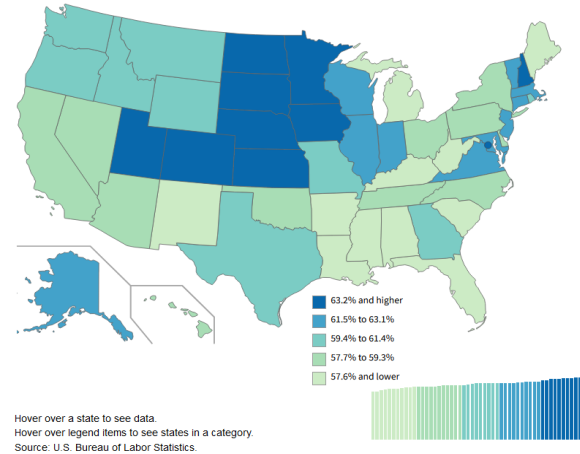 63.2% and higher
61.5% to 63.1%
59.4% to 61.4%
57.7% to 59.3%
57.6% and lower
Hover over a state to see data.
Hover over legend items to see states in a category.
Source: U.S. Bureau of Labor Statistics.